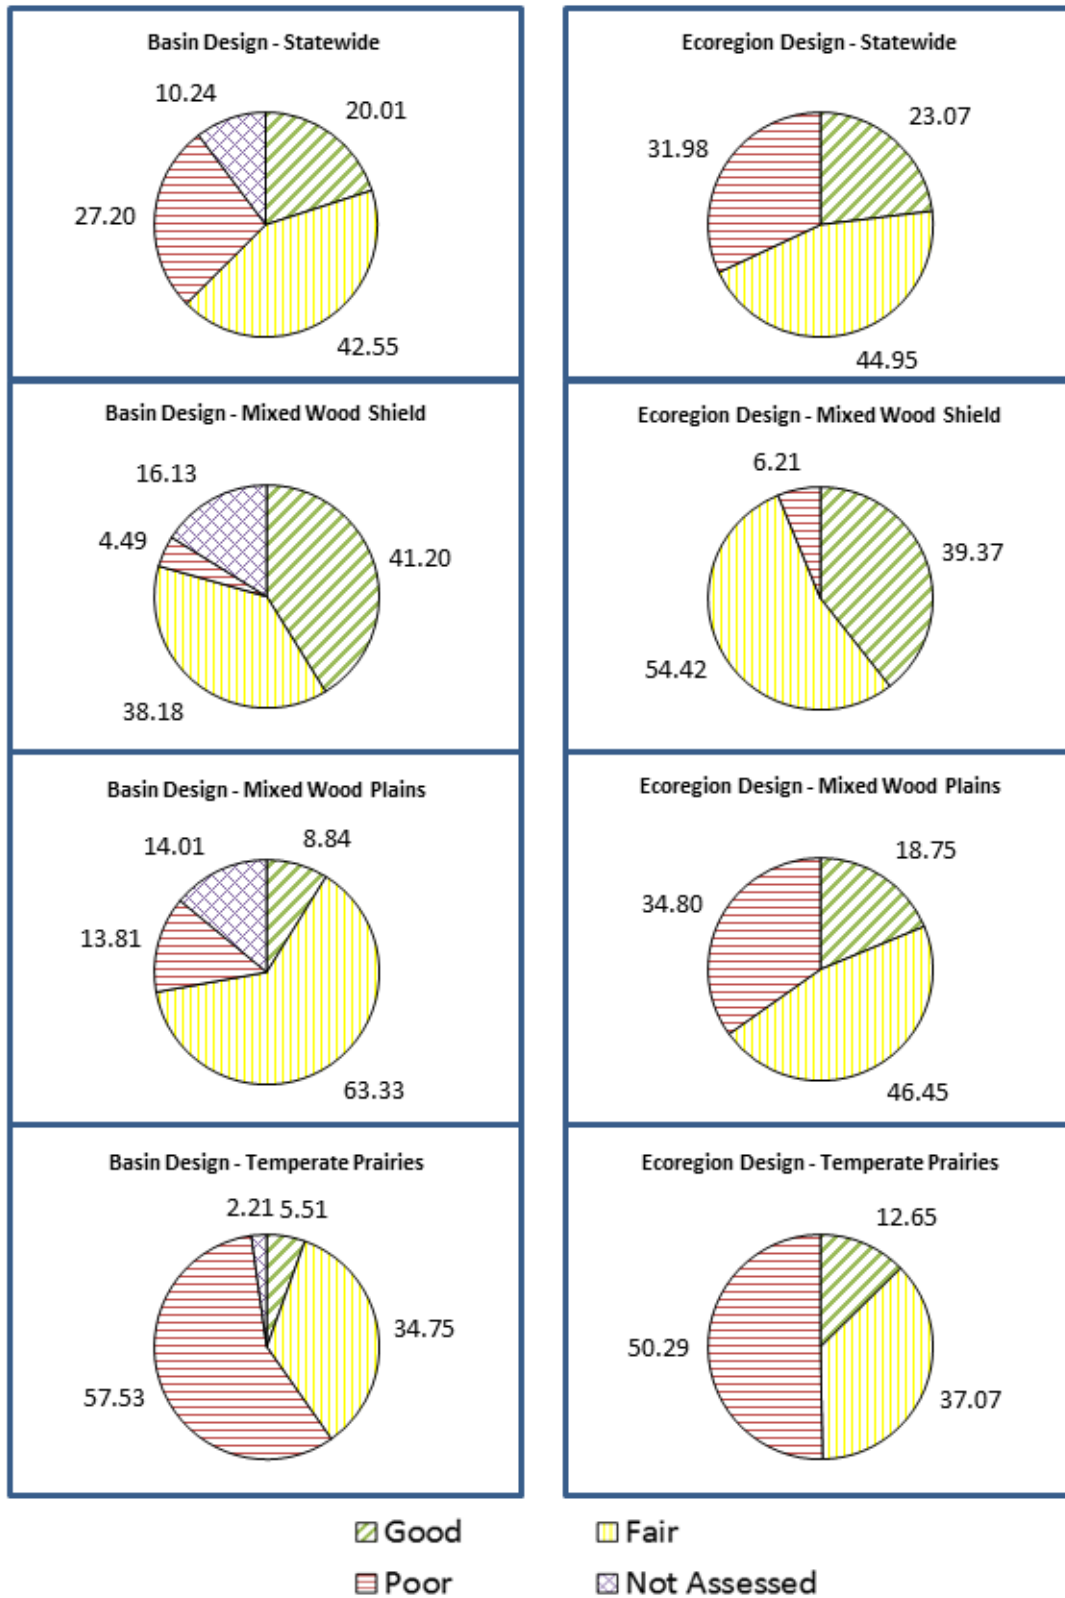 Basin Design - Statewide
10.24
20.01
27.20
42.55
Ecoregion Design - Statewide
23.07
31.98
44.95
Basin Design - Mixed Wood Shield
16.13
4.49
41.20
38.18
Ecoregion Design - Mixed Wood Shield
6.21
39.37
54.42
Basin Design - Mixed Wood Plains
8.84
14.01
13.81
63.33
Ecoregion Design - Mixed Wood Plains
18.75
34.80
46.45
Basin Design - Temperate Prairies
2.21 5.51
34.75
57.53
Ecoregion Design - Temperate Prairies
12.65
50.29
37.07
Good Fair
Poor Not Assessed